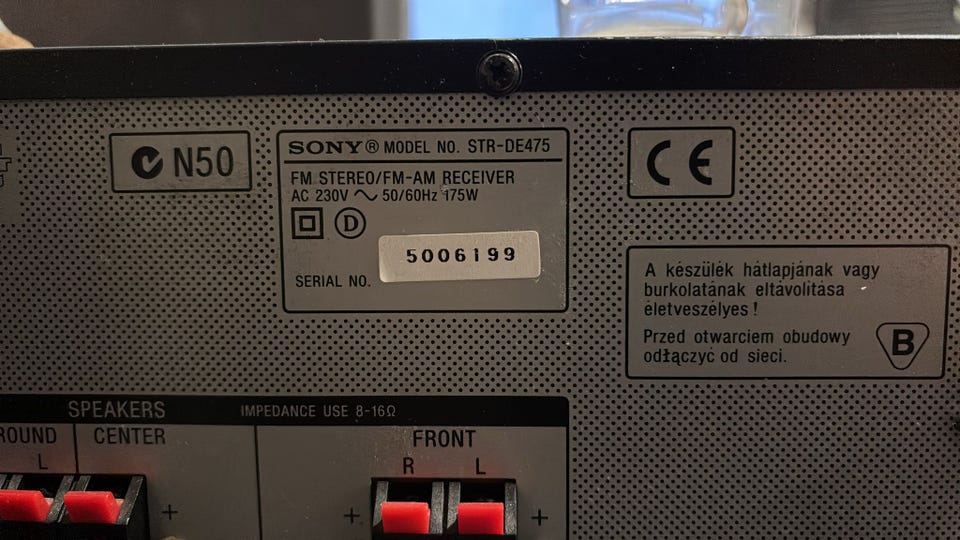 N50
SONY® MODEL NO. STR-DE475
FM STEREO/FM-AM RECEIVER
AC 230V ~ 50/60Hz 175W
D
SERIAL NO. 5006199
CE
A készülék hátlapjának vagy
burkolatának eltávolitása
életveszélyes !
Przed otwarciem obudowy
odłączyć od sieci.
B
SPEAKERS IMPEDANCE USE 8-16Ω
CENTER
FRONT
L
R L
+
+ +